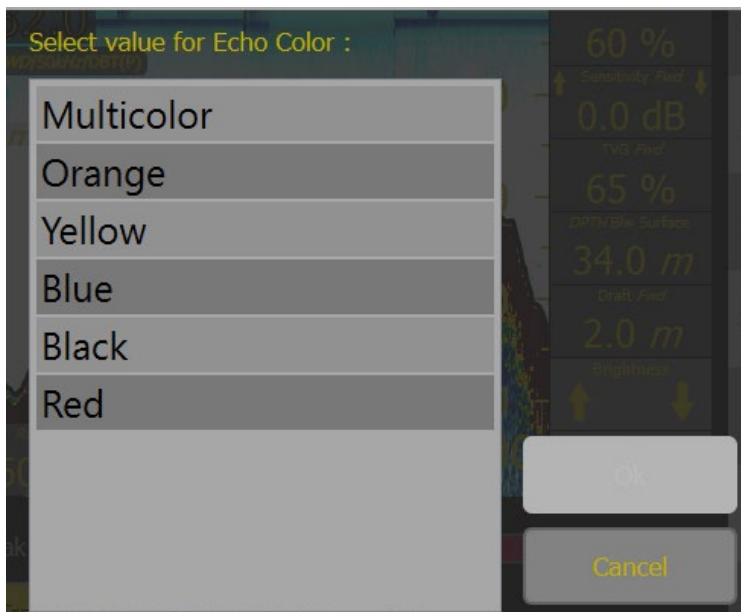 Select value for Echo Color :
Multicolor
Orange
Yellow
Blue
Black
Red
60 %
Sensitivity Fwd
0.0 dB
TVG Fwd
65 %
DPTH Blw Surface
34.0 m
Draft Fwd
2.0 m
Brightness
Ok
Cancel